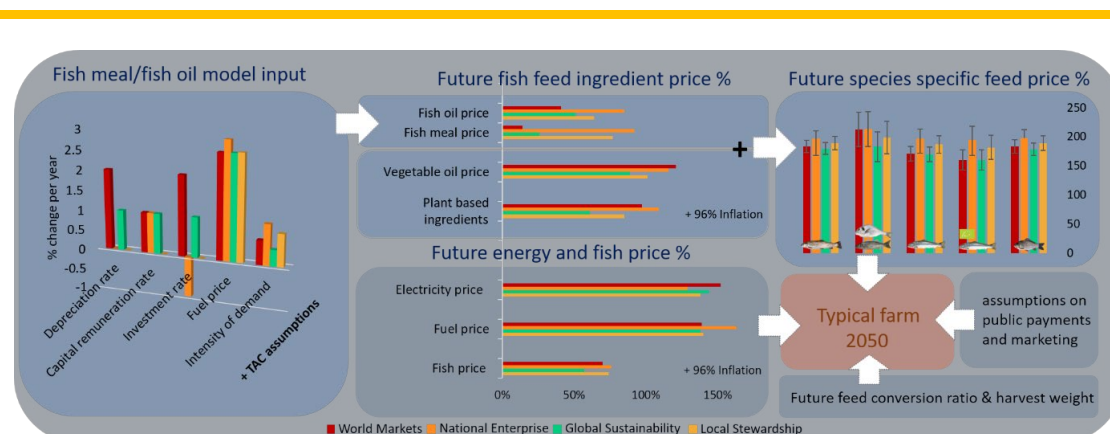 Fish meal/fish oil model input
% change per year
3
2.5
2
1.5
1
0.5
0
-0.5
-1
Depreciation rate
Capital remuneration rate
Investment rate
Fuel price
Intensity of demand
+ TAC assumptions
Future fish feed ingredient price %
Fish oil price
Fish meal price
Vegetable oil price
Plant based
ingredients
+ 96% Inflation
+
Future energy and fish price %
Electricity price
Fuel price
Fish price
+ 96% Inflation
0%
50%
100%
150%
Future species specific feed price %
250
200
150
100
50
0
Typical farm
2050
assumptions on
public payments
and marketing
Future feed conversion ratio & harvest weight
World Markets National Enterprise Global Sustainability Local Stewardship